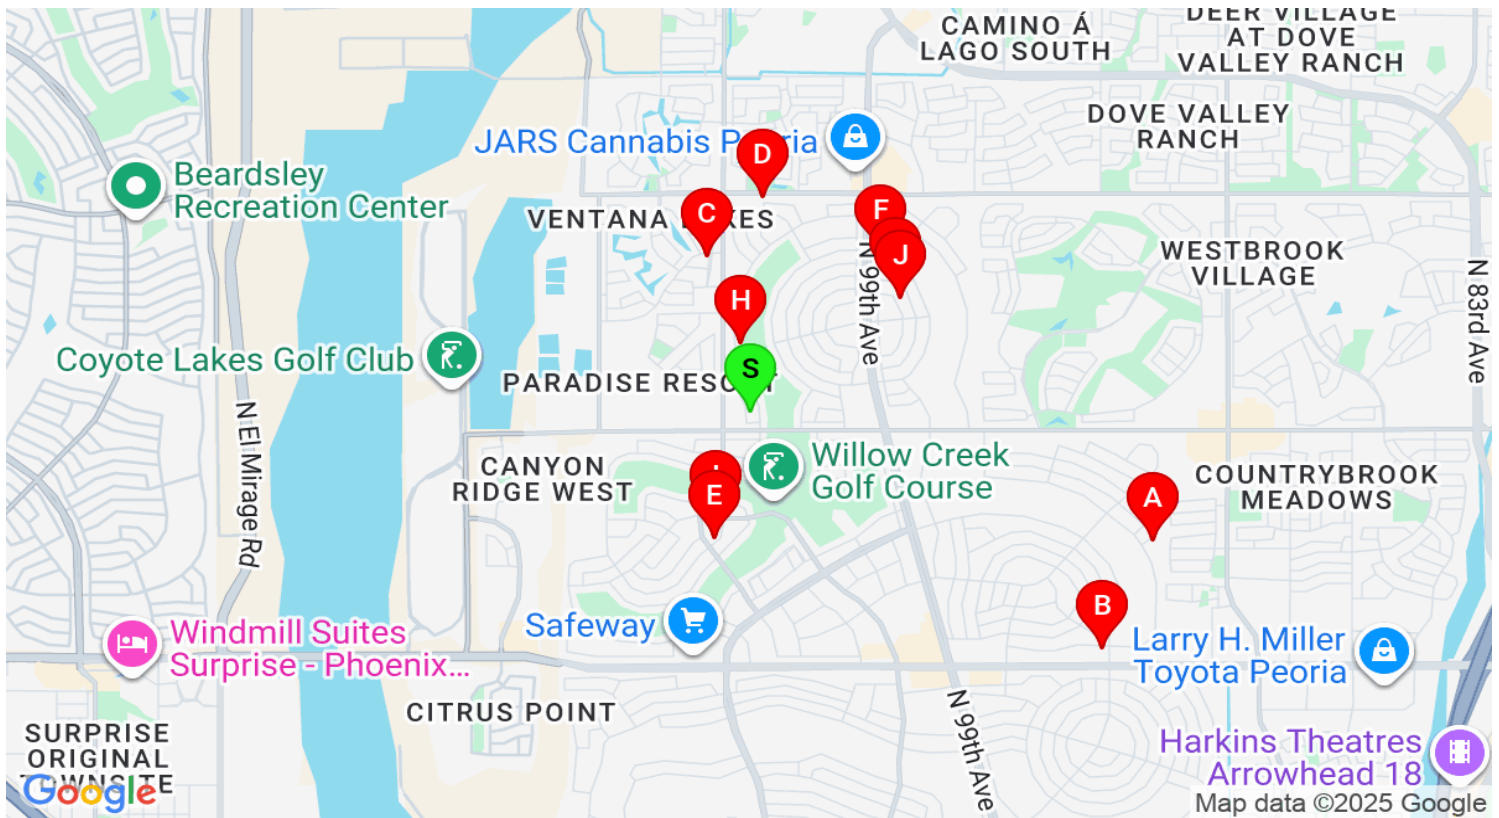 CAMINO Á
LAGO SOUTH
DEER VILLAGE
AT DOVE
VALLEY RANCH
DOVE VALLEY
RANCH
JARS Cannabis P ria
D
Beardsley
Recreation Center
VENTANA KES
C
F
J
N 99th Ave
WESTBROOK
VILLAGE
N 83rd Ave
H
Coyote Lakes Golf Club
S
PARADISE RESO T
N El Mirage Rd
CANYON
RIDGE WEST
E
Willow Creek
Golf Course
A
COUNTRYBROOK
MEADOWS
B
Safeway
Windmill Suites
Surprise - Phoenix...
Larry H. Miller
Toyota Peoria
CITRUS POINT
N 99th Ave
SURPRISE
ORIGINAL
TOWNSITE
Google
Harkins Theatres
Arrowhead 18
Map data ©2025 Google